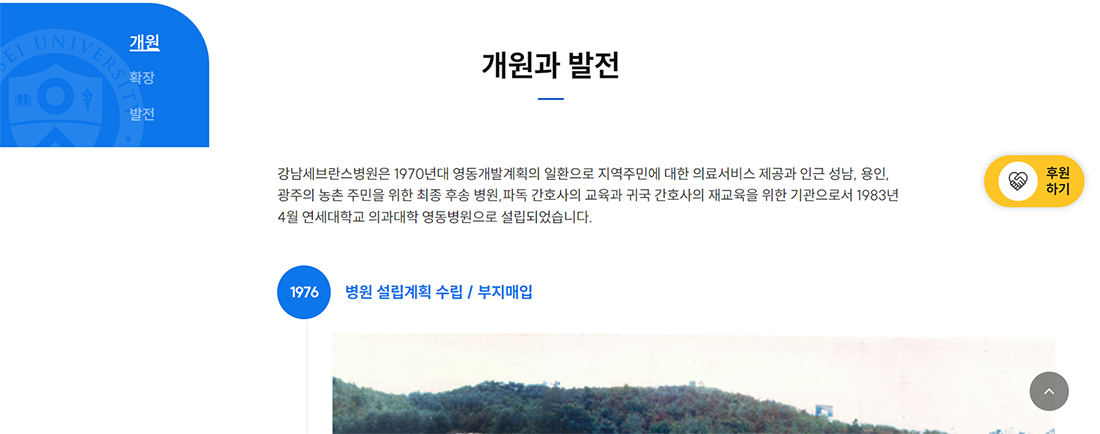 개원
확장
발전
SEI UNIVERSITY
개원과 발전
강남세브란스병원은 1970년대 영동개발계획의 일환으로 지역주민에 대한 의료서비스 제공과 인근 성남, 용인,
광주의 농촌 주민을 위한 최종 후송 병원,파독 간호사의 교육과 귀국 간호사의 재교육을 위한 기관으로서 1983년
4월 연세대학교 의과대학 영동병원으로 설립되었습니다.
후원
하기
1976
병원 설립계획 수립 / 부지매입